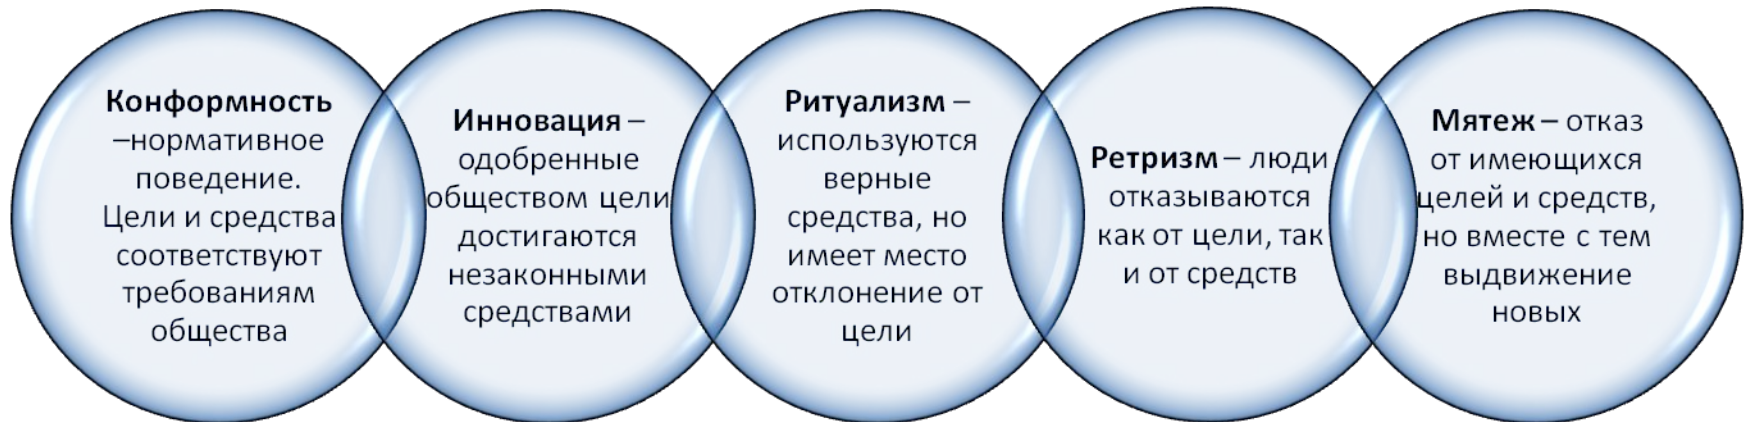 Конформность
–нормативное
поведение.
Цели и средства
соответствуют
требованиям
общества
Инновация –
одобренные
обществом цели
достигаются
незаконными
средствами
Ритуализм –
используются
верные
средства, но
имеет место
отклонение от
цели
Ретризм – люди
отказываются
как от цели, так
и от средств
Мятеж – отказ
от имеющихся
целей и средств,
но вместе с тем
выдвижение
новых